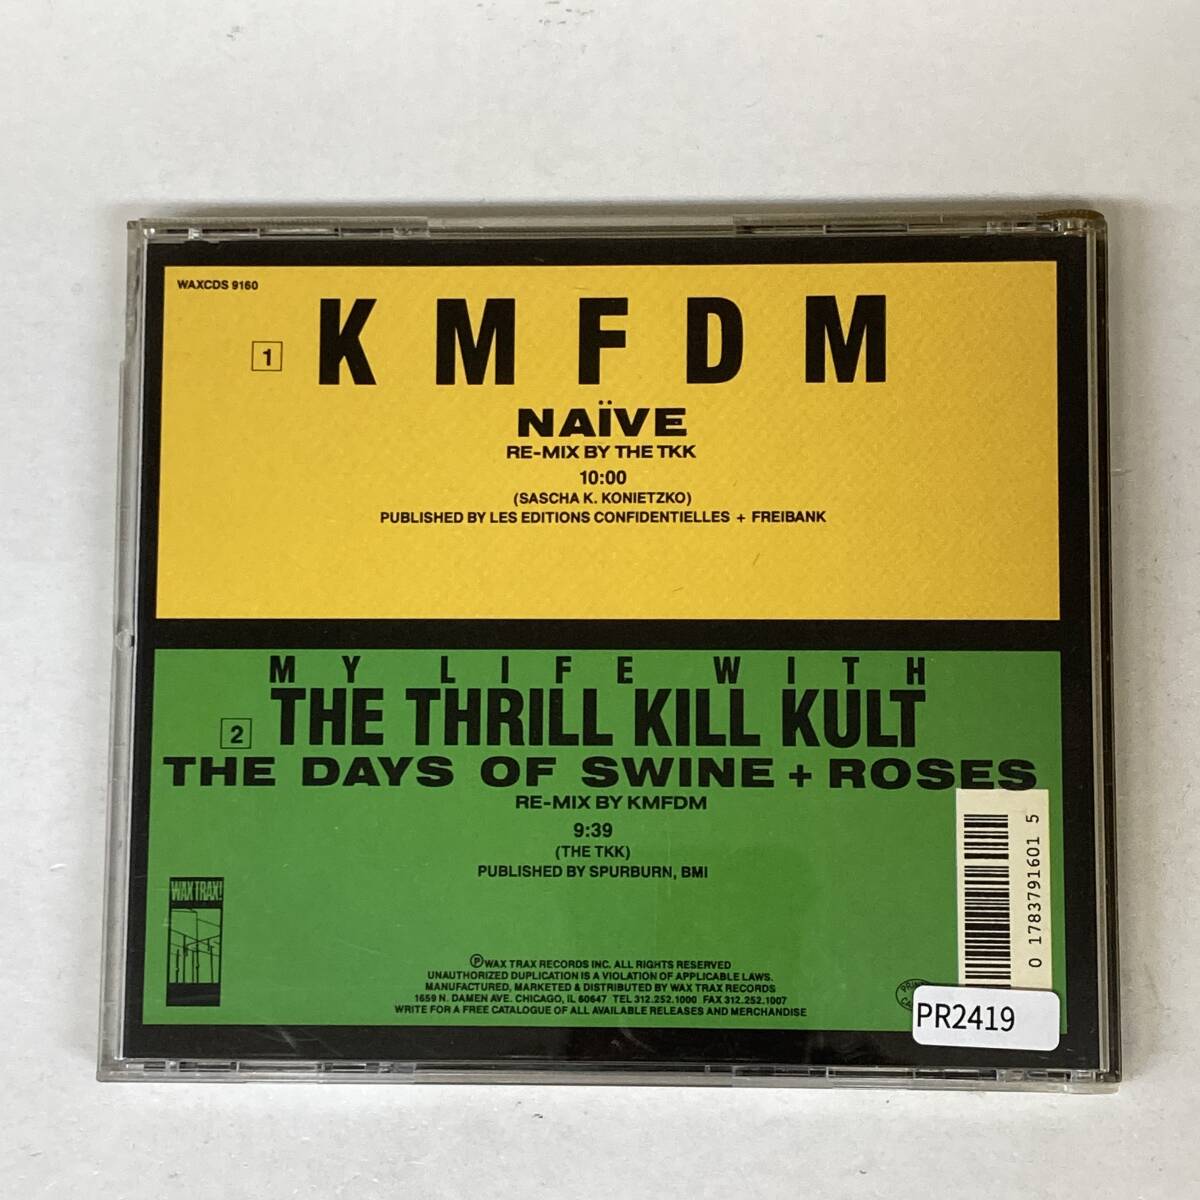 WAXCDS 9160
1
K M F D M
NAÏVE
RE-MIX BY THE TKK
10:00
(SASCHA K. KONIETZKO)
PUBLISHED BY LES EDITIONS CONFIDENTIELLES + FREIBANK
MY LIFE WITH
2
THE THRILL KILL KULT
THE DAYS OF SWINE + ROSES
RE-MIX BY KMFDM
9:39
(THE TKK)
PUBLISHED BY SPURBURN, BMI
WAX TRAX!
℗ WAX TRAX RECORDS INC. ALL RIGHTS RESERVED
UNAUTHORIZED DUPLICATION IS A VIOLATION OF APPLICABLE LAWS.
MANUFACTURED, MARKETED & DISTRIBUTED BY WAX TRAX RECORDS
1659 N. DAMEN AVE. CHICAGO, IL 60647 TEL 312.252.1000 FAX 312.252.1007
WRITE FOR A FREE CATALOGUE OF ALL AVAILABLE RELEASES AND MERCHANDISE
0 1783791601 5
PR2419